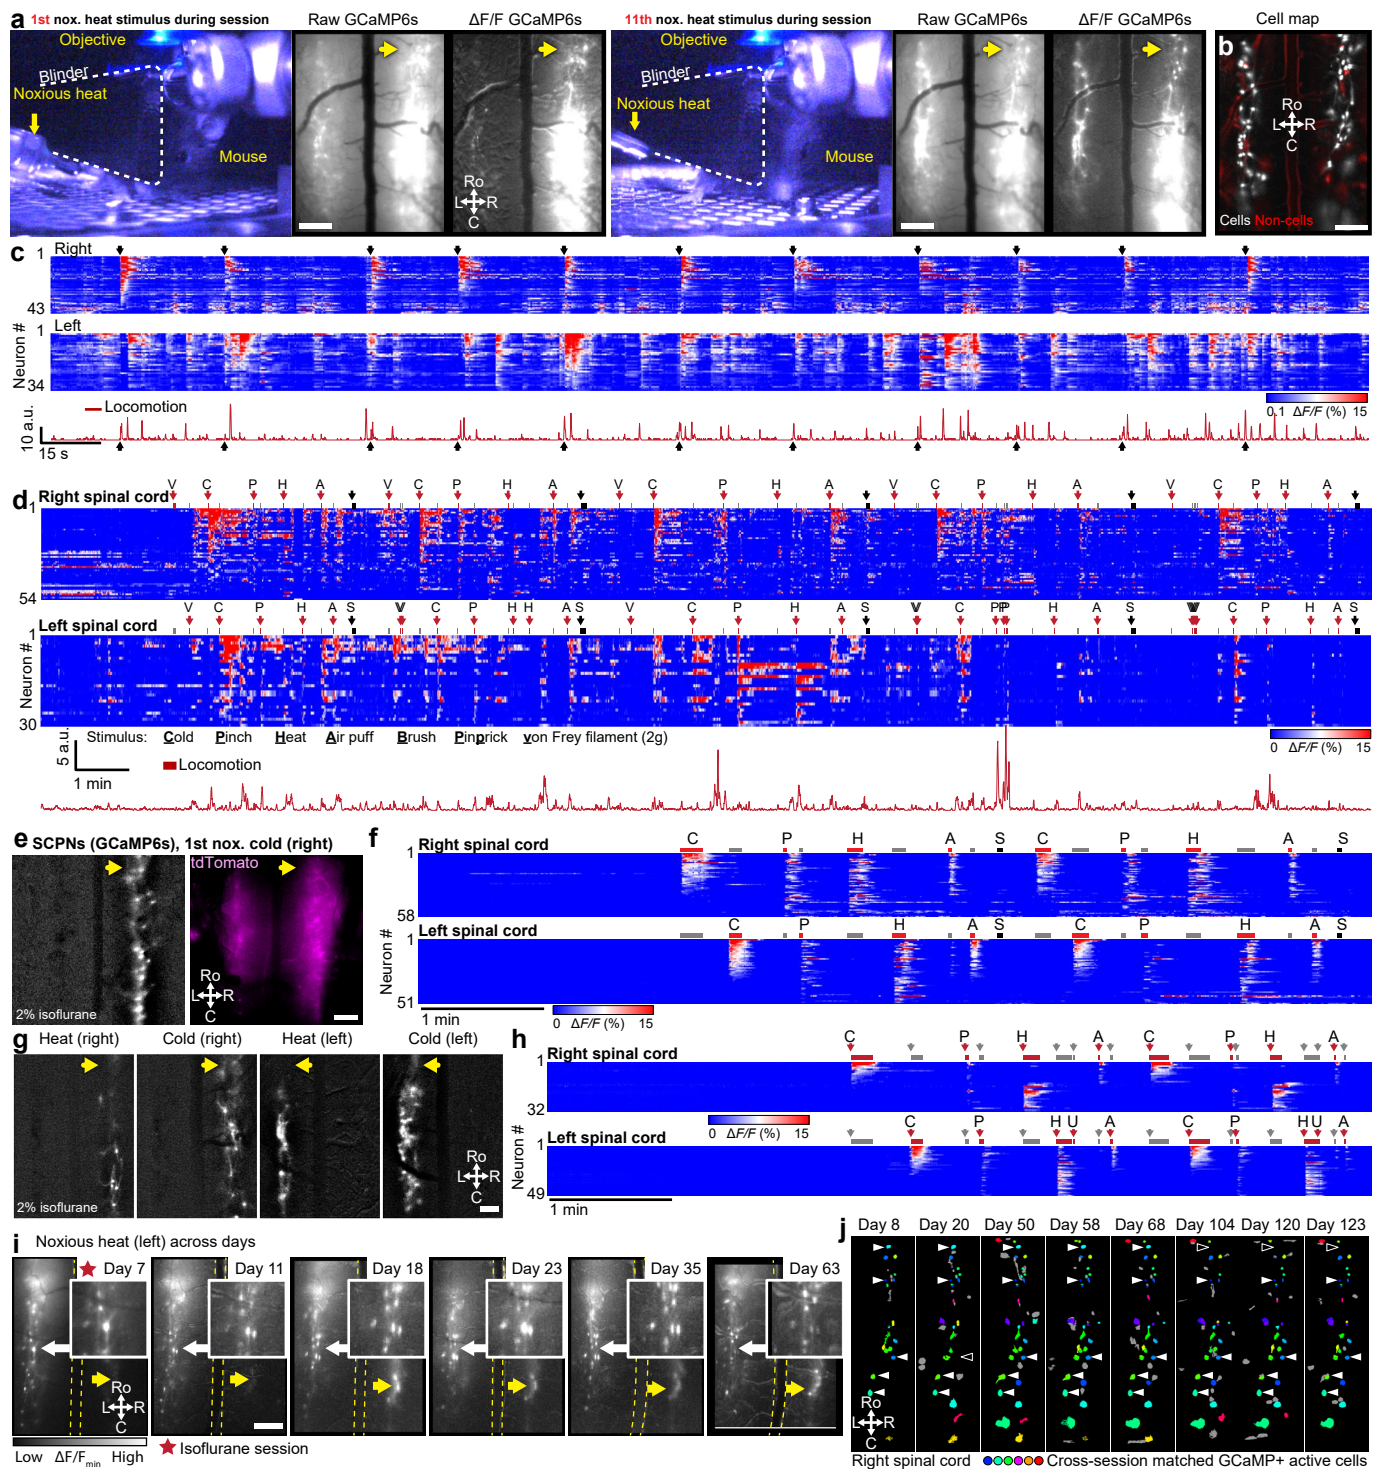 a 1st nox. heat stimulus during session Raw GCaMP6s ΔF/F GCaMP6s 11th nox. heat stimulus during session Raw GCaMP6s ΔF/F GCaMP6s Cell map
Objective
Blinder
Noxious heat
Mouse
Ro
L R
C
Objective
Blinder
Noxious heat
Mouse
b
Ro
L R
C
Cells Non-cells
c Right
1
43
Left
1
34
Neuron #
Locomotion
10 a.u.
15 s
0.1 ΔF/F (%) 15
d
V C P H A V C P H A V C P H A V C P H A V C P H A
Right spinal cord
1
54
V C P H A S V V C P H H A S V C P H A S V V C P P P H A S V V V C P H A S
Left spinal cord
1
30
Neuron #
Stimulus: Cold Pinch Heat Air puff Brush Pinprick von Frey filament (2g)
Locomotion
5 a.u.
1 min
0 ΔF/F (%) 15
e SCPNs (GCaMP6s), 1st nox. cold (right)
tdTomato
2% isoflurane
Ro
L R
C
f
C P H A S C P H A S
Right spinal cord
1
58
C P H A S C P H A S
Left spinal cord
1
51
Neuron #
1 min
0 ΔF/F (%) 15
g Heat (right) Cold (right) Heat (left) Cold (left)
2% isoflurane
Ro
L R
C
h
C P H A C P H A
Right spinal cord
1
32
0 ΔF/F (%) 15
C P H U A C P H U A
Left spinal cord
1
49
Neuron #
1 min
i Noxious heat (left) across days
Day 7 Day 11 Day 18 Day 23 Day 35 Day 63
Ro
L R
C
Low ΔF/Fmin High
Isoflurane session
j Day 8 Day 20 Day 50 Day 58 Day 68 Day 104 Day 120 Day 123
Ro
L R
C
Right spinal cord Cross-session matched GCaMP+ active cells